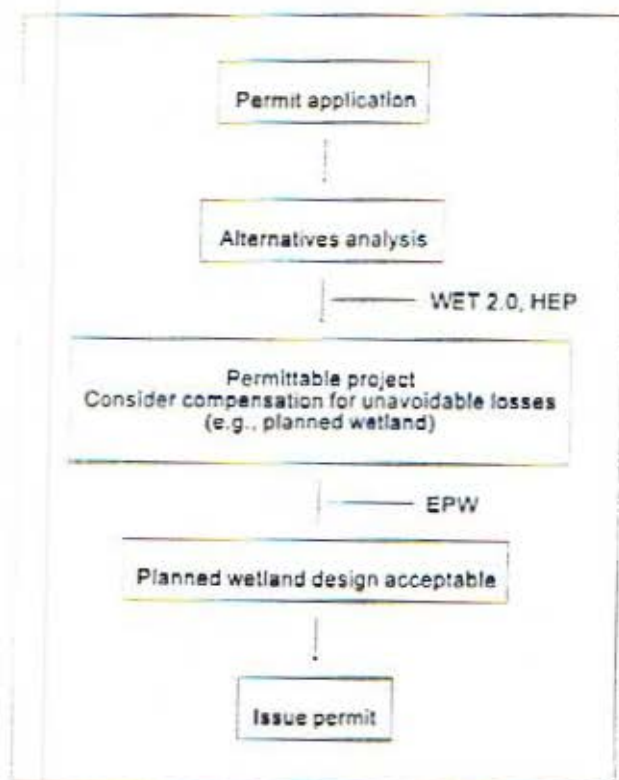 Permit application
Alternatives analysis
WET 2.0, HEP
Permittable project
Consider compensation for unavoidable losses
(e.g., planned wetland)
EPW
Planned wetland design acceptable
Issue permit